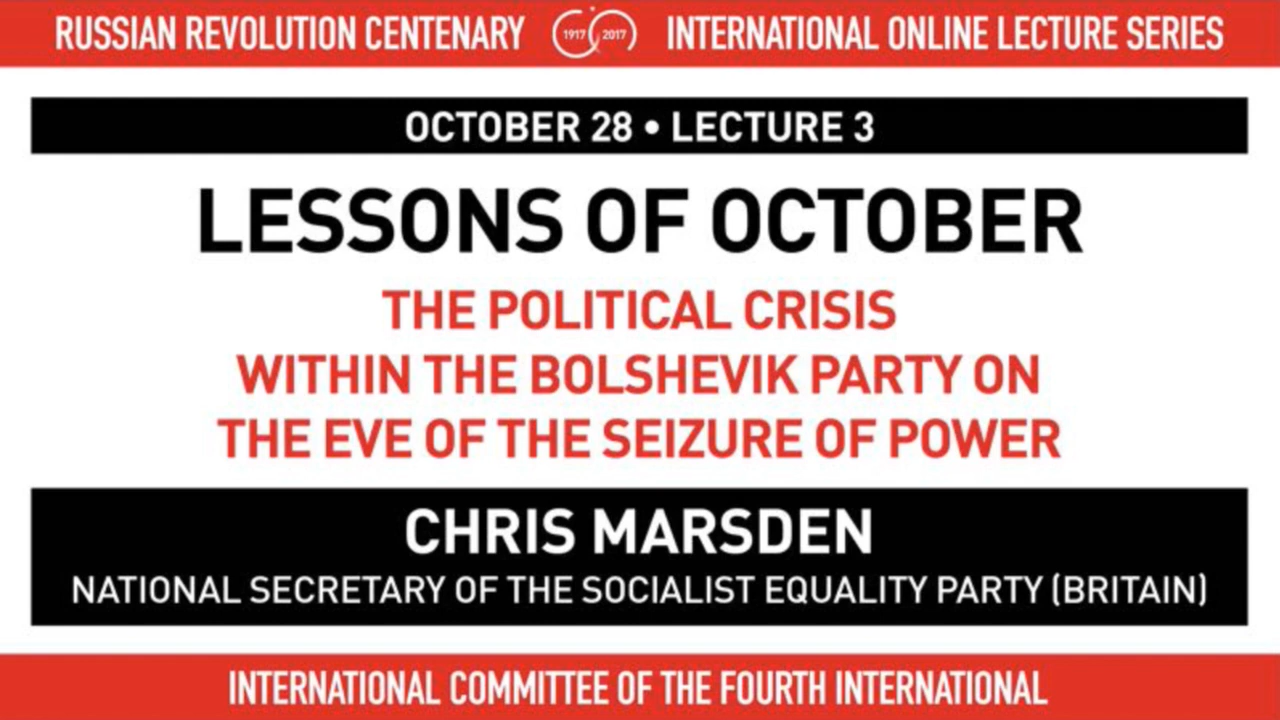 RUSSIAN REVOLUTION CENTENARY 1917 2017 INTERNATIONAL ONLINE LECTURE SERIES
OCTOBER 28 • LECTURE 3
LESSONS OF OCTOBER
THE POLITICAL CRISIS
WITHIN THE BOLSHEVIK PARTY ON
THE EVE OF THE SEIZURE OF POWER
CHRIS MARSDEN
NATIONAL SECRETARY OF THE SOCIALIST EQUALITY PARTY (BRITAIN)
INTERNATIONAL COMMITTEE OF THE FOURTH INTERNATIONAL